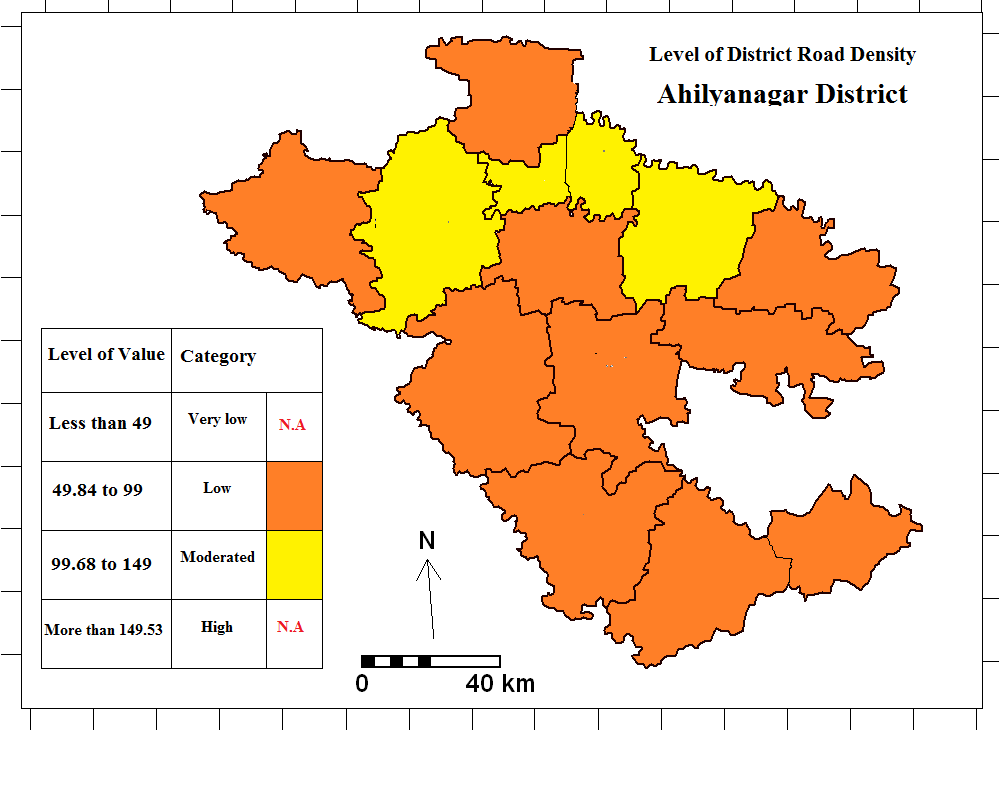 Level of District Road Density
Ahilyanagar District
Level of Value Category
Less than 49 Very low N.A
49.84 to 99 Low
99.68 to 149 Moderated
More than 149.53 High N.A
N
0 40 km